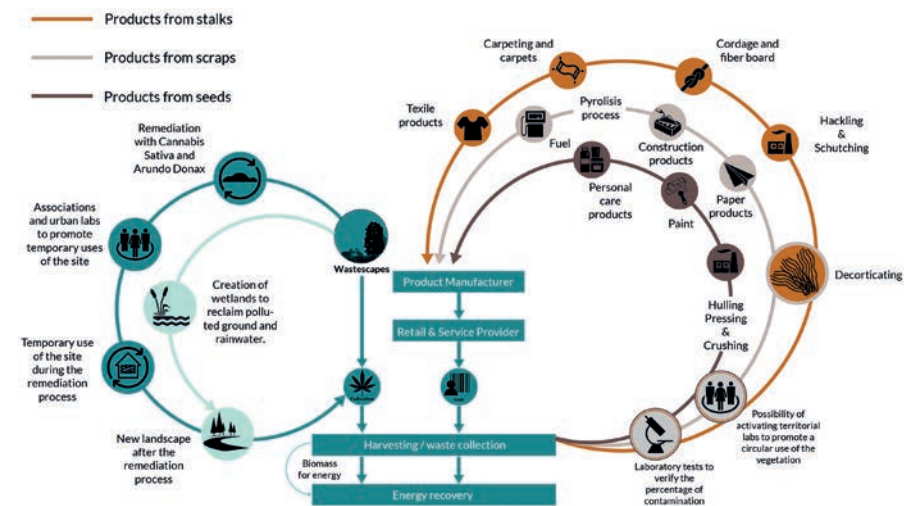 Products from stalks
Products from scraps
Products from seeds
Remediation
with Cannabis
Sativa and
Arundo Donax
Associations
and urban labs
to promote
temporary uses
of the site
Wastescapes
Creation of
wetlands to
reclaim pollu-
ted ground and
rainwater.
Temporary use
of the site
during the
remediation
process
New landscape
after the
remediation
process
Cultivation
Carpeting and
carpets
Cordage and
fiber board
Texile
products
Pyrolisis
process
Fuel
Construction
products
Hackling
&
Schutching
Personal
care
products
Paint
Paper
products
Decorticating
Product Manufacturer
Retail & Service Provider
User
Hulling
Pressing
&
Crushing
Harvesting / waste collection
Biomass
for energy
Energy recovery
Laboratory tests to
verify the
percentage of
contamination
Possibility of
activating territorial
labs to promote a
circular use of the
vegetation